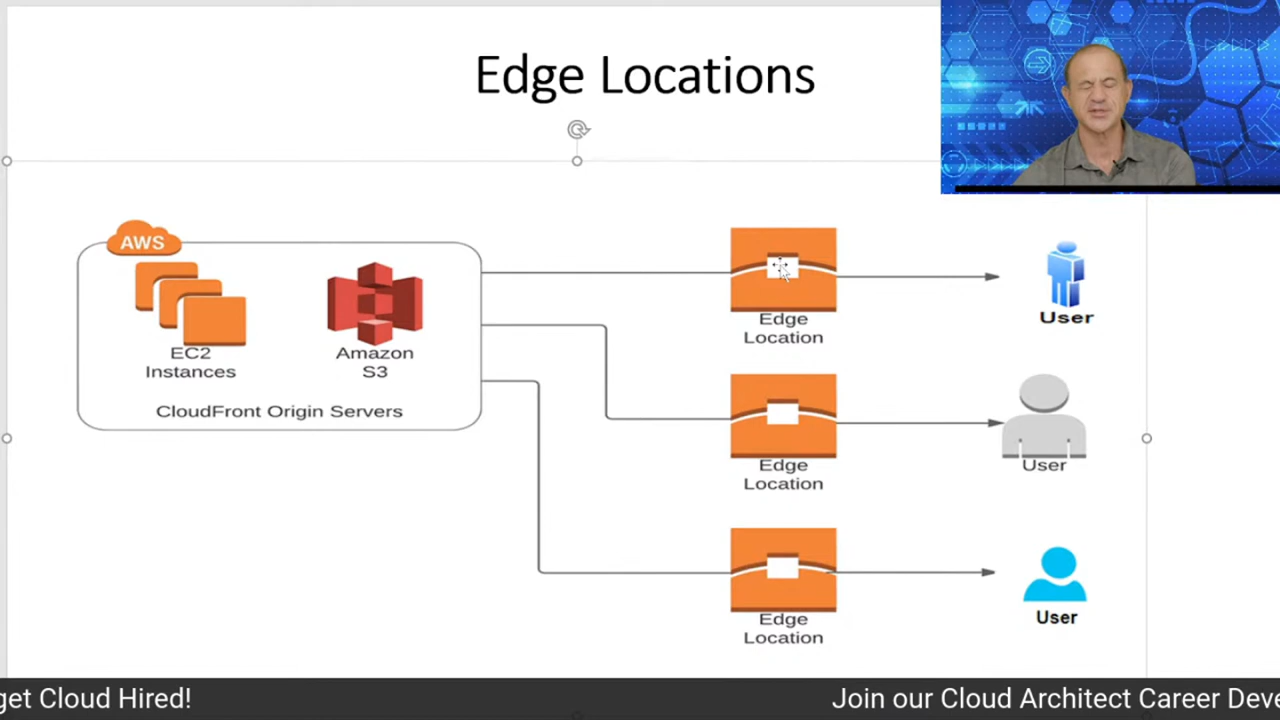 Edge Locations
AWS
EC2
Instances
Amazon
S3
CloudFront Origin Servers
Edge
Location
User
Edge
Location
User
Edge
Location
User
get Cloud Hired!
Join our Cloud Architect Career Deve